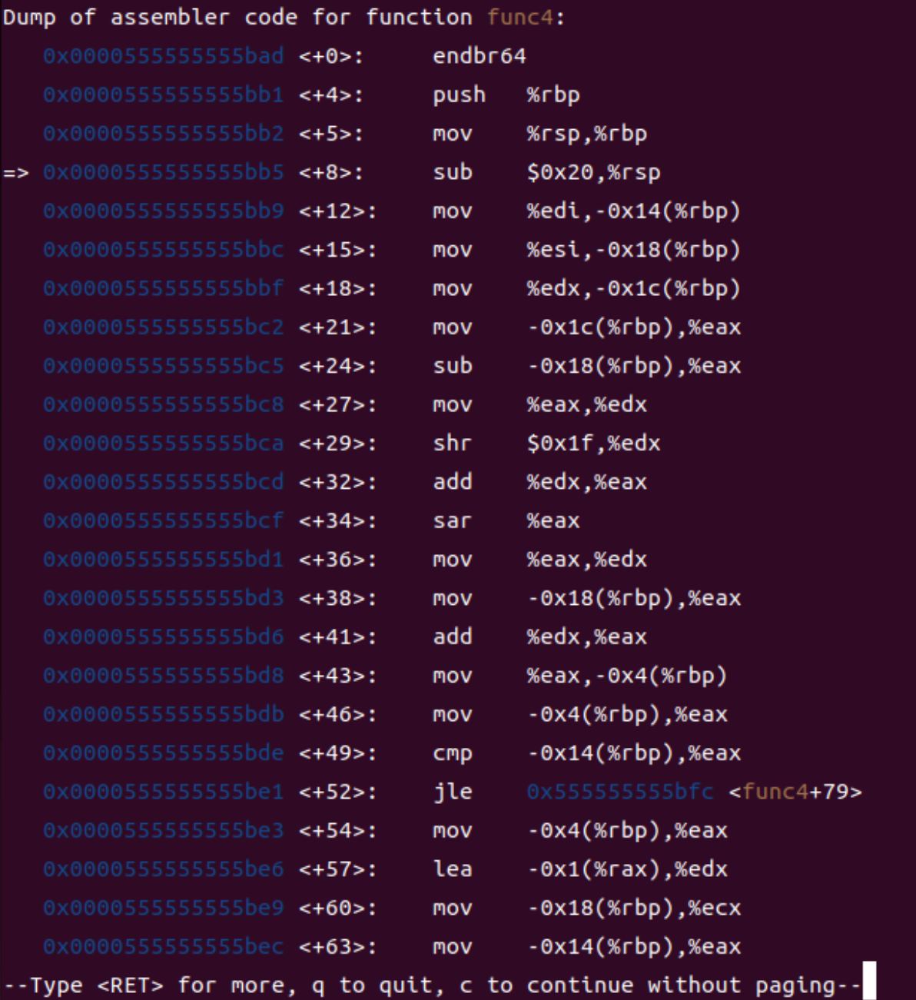 Dump of assembler code for function func4:
   0x0000555555555bad <+0>:     endbr64
   0x0000555555555bb1 <+4>:     push   %rbp
   0x0000555555555bb2 <+5>:     mov    %rsp,%rbp
=> 0x0000555555555bb5 <+8>:     sub    $0x20,%rsp
   0x0000555555555bb9 <+12>:    mov    %edi,-0x14(%rbp)
   0x0000555555555bbc <+15>:    mov    %esi,-0x18(%rbp)
   0x0000555555555bbf <+18>:    mov    %edx,-0x1c(%rbp)
   0x0000555555555bc2 <+21>:    mov    -0x1c(%rbp),%eax
   0x0000555555555bc5 <+24>:    sub    -0x18(%rbp),%eax
   0x0000555555555bc8 <+27>:    mov    %eax,%edx
   0x0000555555555bca <+29>:    shr    $0x1f,%edx
   0x0000555555555bcd <+32>:    add    %edx,%eax
   0x0000555555555bcf <+34>:    sar    %eax
   0x0000555555555bd1 <+36>:    mov    %eax,%edx
   0x0000555555555bd3 <+38>:    mov    -0x18(%rbp),%eax
   0x0000555555555bd6 <+41>:    add    %edx,%eax
   0x0000555555555bd8 <+43>:    mov    %eax,-0x4(%rbp)
   0x0000555555555bdb <+46>:    mov    -0x4(%rbp),%eax
   0x0000555555555bde <+49>:    cmp    -0x14(%rbp),%eax
   0x0000555555555be1 <+52>:    jle    0x555555555bfc <func4+79>
   0x0000555555555be3 <+54>:    mov    -0x4(%rbp),%eax
   0x0000555555555be6 <+57>:    lea    -0x1(%rax),%edx
   0x0000555555555be9 <+60>:    mov    -0x18(%rbp),%ecx
   0x0000555555555bec <+63>:    mov    -0x14(%rbp),%eax
--Type <RET> for more, q to quit, c to continue without paging--